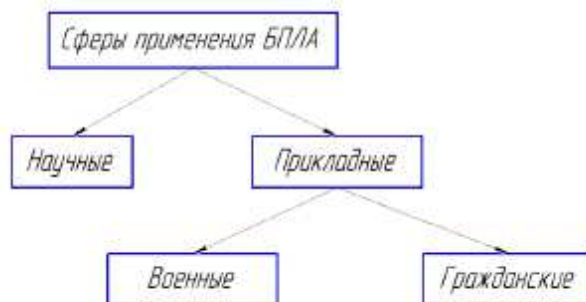 Сферы применения БПЛА
Научные
Прикладные
Военные
Гражданские